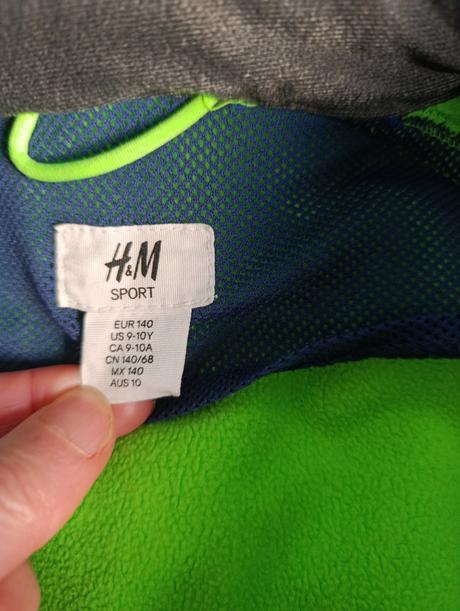 H&M
SPORT
EUR 140
US 9-10Y
CA 9-10A
CN 140/68
MX 140
AUS 10